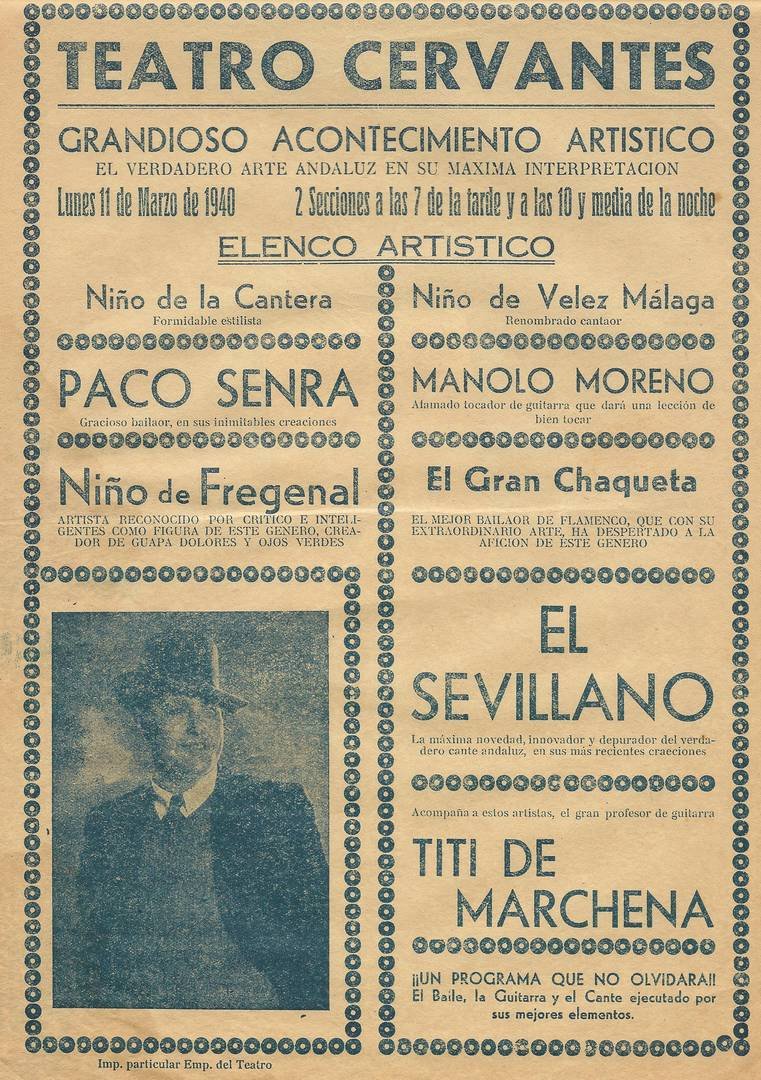 TEATRO CERVANTES
GRANDIOSO ACONTECIMIENTO ARTISTICO
EL VERDADERO ARTE ANDALUZ EN SU MAXIMA INTERPRETACION
Lunes 11 de Marzo de 1940 2 Secciones a las 7 de la tarde y a las 10 y media de la noche
ELENCO ARTISTICO
Niño de la Cantera
Formidable estilista
PACO SENRA
Gracioso bailaor, en sus inimitables creaciones
Niño de Fregenal
ARTISTA RECONOCIDO POR CRITICO E INTELI-
GENTES COMO FIGURA DE ESTE GENERO, CREA-
DOR DE GUAPA DOLORES Y OJOS VERDES
Niño de Velez Málaga
Renombrado cantaor
MANOLO MORENO
Afamado tocador de guitarra que dará una lección de
bien tocar
El Gran Chaqueta
EL MEJOR BAILAOR DE FLAMENCO, QUE CON SU
EXTRAORDINARIO ARTE, HA DESPERTADO A LA
AFICION DE ESTE GENERO
EL
SEVILLANO
La máxima novedad, innovador y depurador del verda-
dero cante andaluz, en sus más recientes craeciones
Acompaña a estos artistas, el gran profesor de guitarra
TITI DE
MARCHENA
¡¡UN PROGRAMA QUE NO OLVIDARA!!
El Baile, la Guitarra y el Cante ejecutado por
sus mejores elementos.
Imp. particular Emp. del Teatro